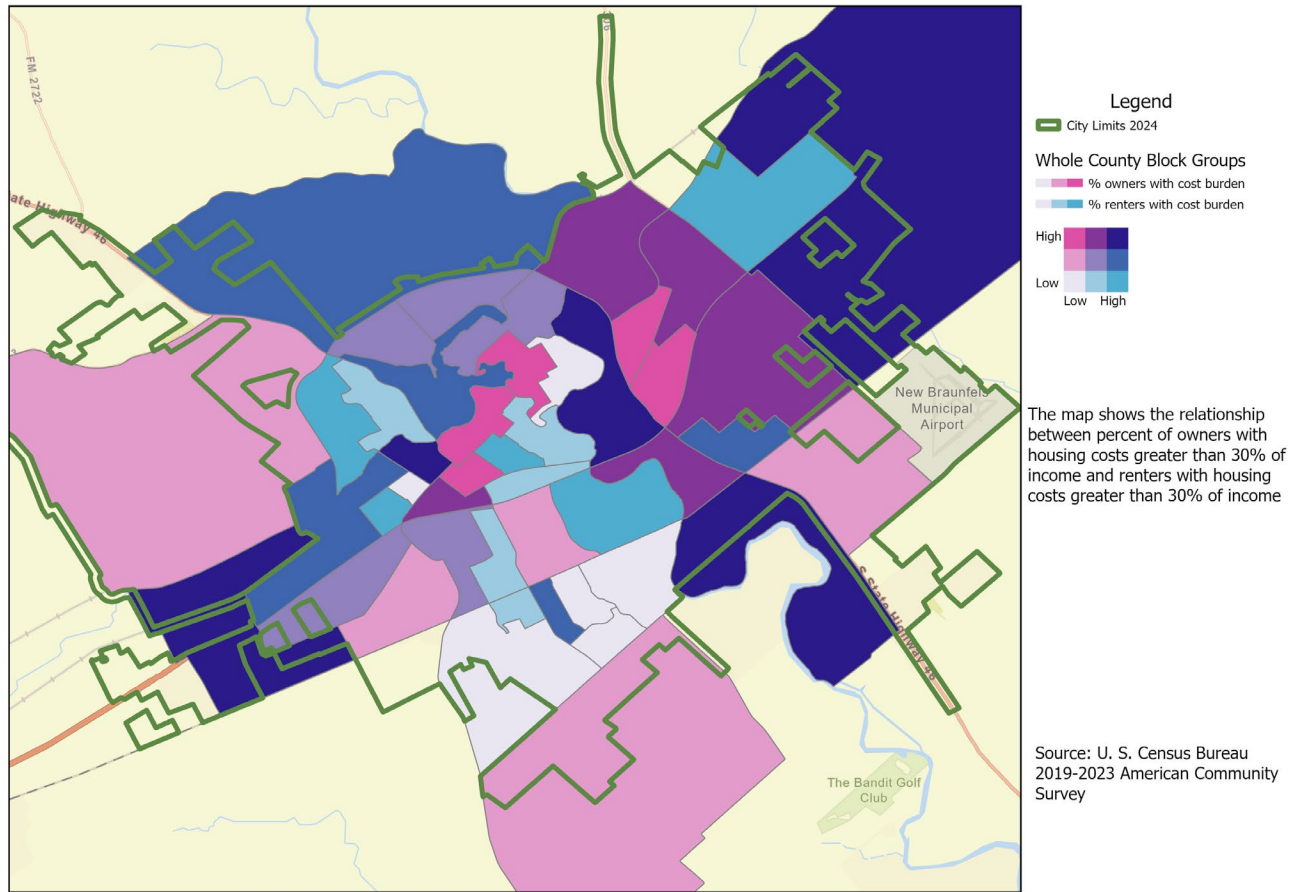 FM 2722
ate Highway 46
Legend
City Limits 2024
Whole County Block Groups
% owners with cost burden
% renters with cost burden
High
Low
Low High
New Braunfels
Municipal
Airport
The map shows the relationship
between percent of owners with
housing costs greater than 30% of
income and renters with housing
costs greater than 30% of income
S State Highway 46
Source: U. S. Census Bureau
2019-2023 American Community
Survey
The Bandit Golf
Club